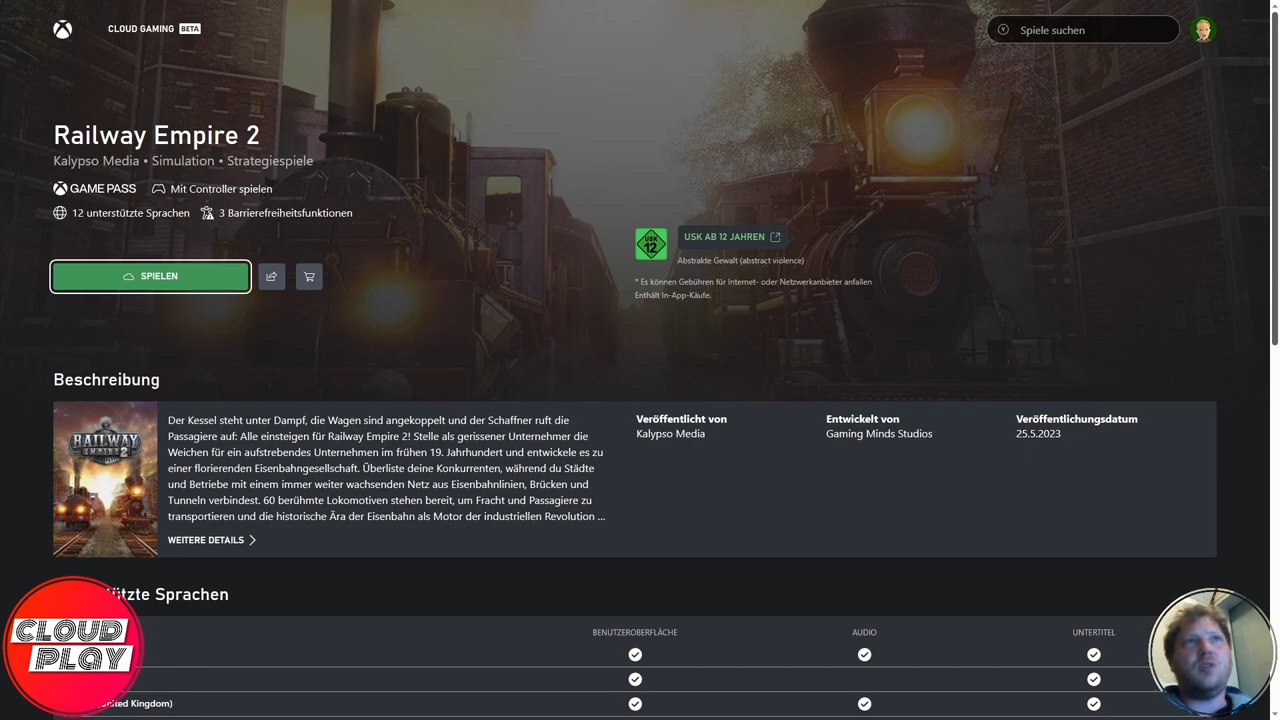 CLOUD GAMING BETA
Spiele suchen
Railway Empire 2
Kalypso Media • Simulation • Strategiespiele
GAME PASS Mit Controller spielen
12 unterstützte Sprachen 3 Barrierefreiheitsfunktionen
USK 12
USK AB 12 JAHREN
Abstrakte Gewalt (abstract violence)
* Es können Gebühren für Internet- oder Netzwerkanbieter anfallen
Enthält In-App-Käufe.
SPIELEN
Beschreibung
RAILWAY
EMPIRE 2
Der Kessel steht unter Dampf, die Wagen sind angekoppelt und der Schaffner ruft die
Passagiere auf: Alle einsteigen für Railway Empire 2! Stelle als gerissener Unternehmer die
Weichen für ein aufstrebendes Unternehmen im frühen 19. Jahrhundert und entwickele es zu
einer florierenden Eisenbahngesellschaft. Überliste deine Konkurrenten, während du Städte
und Betriebe mit einem immer weiter wachsenden Netz aus Eisenbahnlinien, Brücken und
Tunneln verbindest. 60 berühmte Lokomotiven stehen bereit, um Fracht und Passagiere zu
transportieren und die historische Ära der Eisenbahn als Motor der industriellen Revolution ...
WEITERE DETAILS
Veröffentlicht von
Kalypso Media
Entwickelt von
Gaming Minds Studios
Veröffentlichungsdatum
25.5.2023
tützte Sprachen
BENUTZEROBERFLÄCHE AUDIO UNTERTITEL
United Kingdom)
CLOUD
PLAY